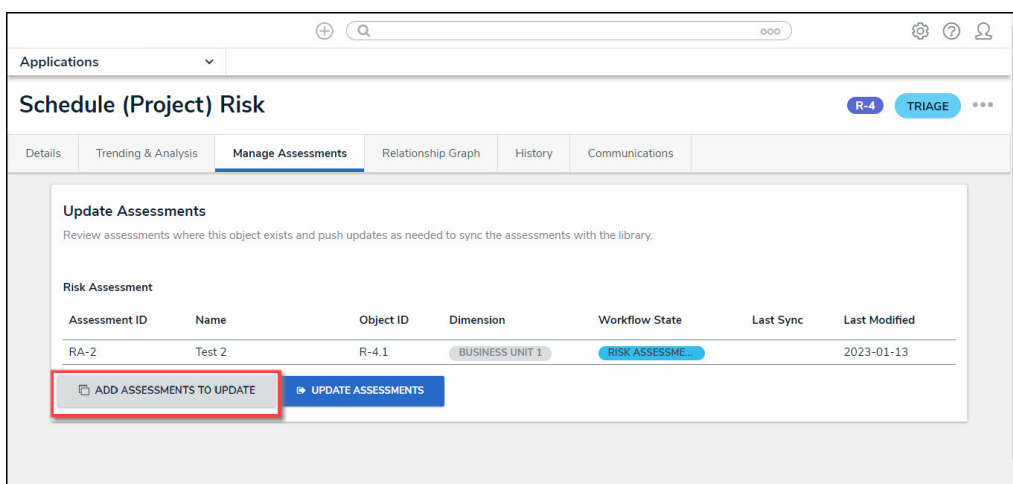 ooo
Applications
Schedule (Project) Risk R-4 TRIAGE
Details Trending & Analysis Manage Assessments Relationship Graph History Communications
Update Assessments
Review assessments where this object exists and push updates as needed to sync the assessments with the library.
Risk Assessment
Assessment ID Name Object ID Dimension Workflow State Last Sync Last Modified
RA-2 Test 2 R-4.1 BUSINESS UNIT 1 RISK ASSESSME... 2023-01-13
ADD ASSESSMENTS TO UPDATE UPDATE ASSESSMENTS